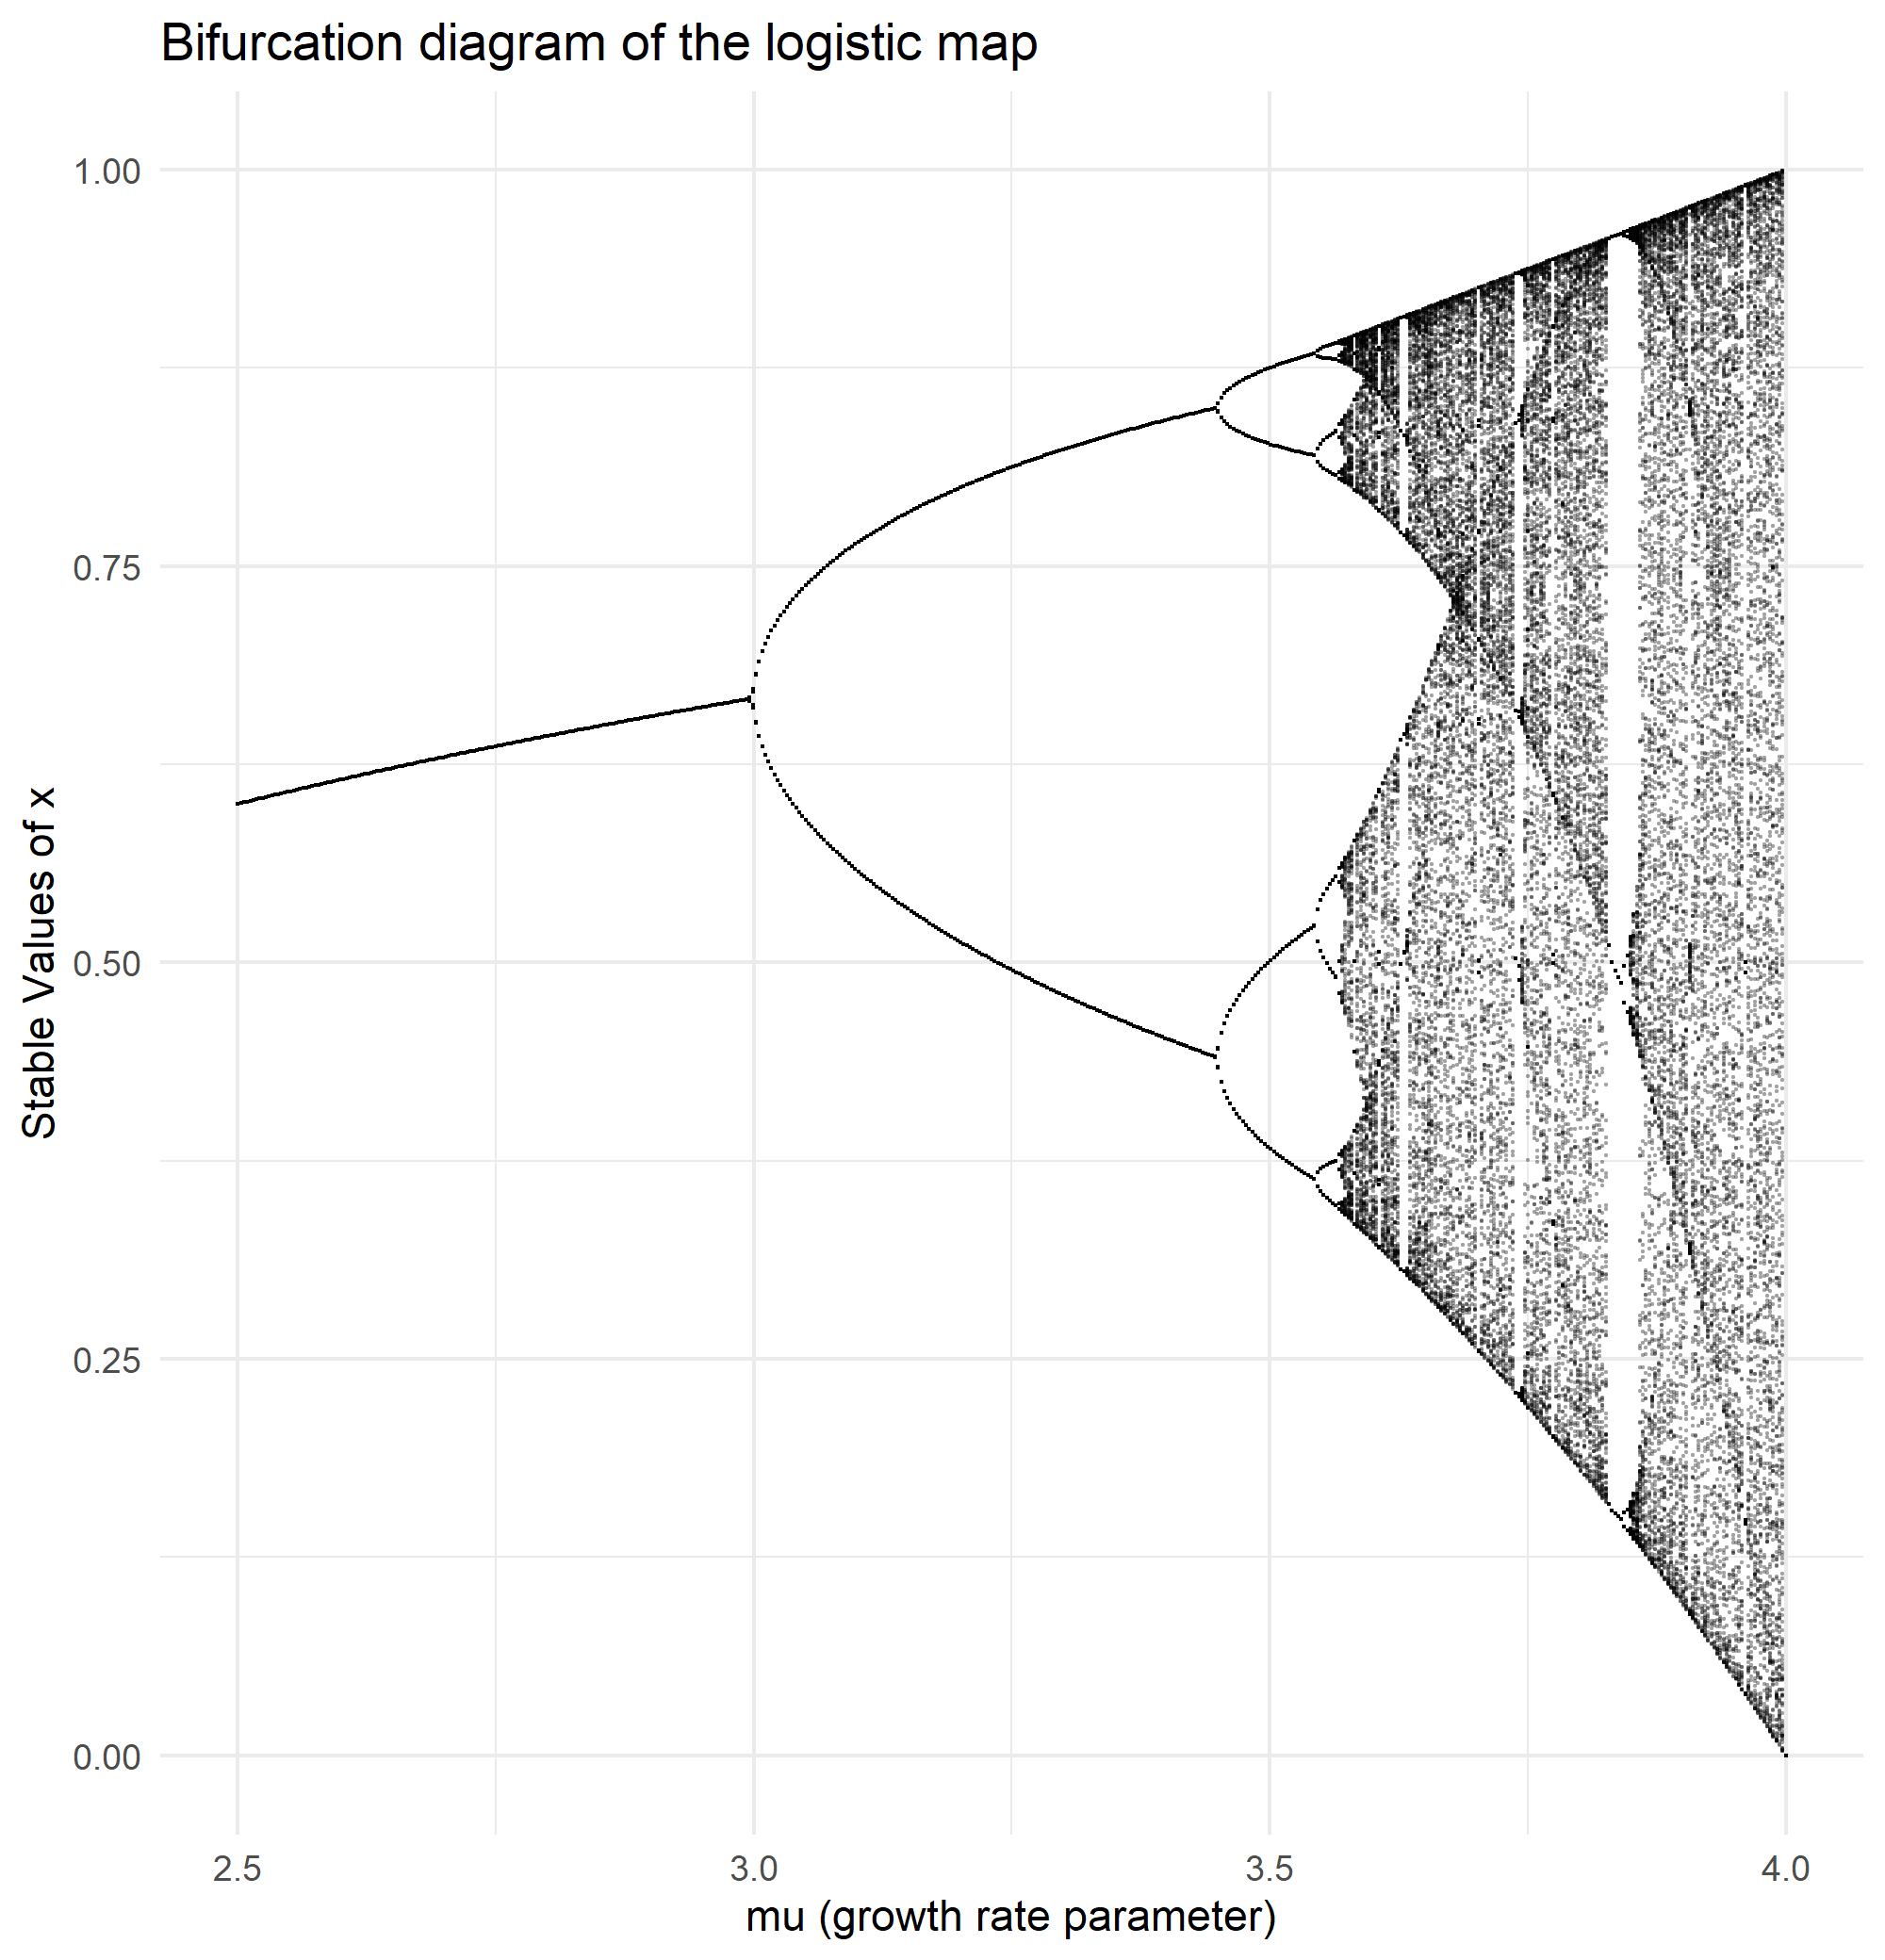 Bifurcation diagram of the logistic map
1.00
0.75
0.50
0.25
0.00
Stable Values of x
2.5 3.0 3.5 4.0
mu (growth rate parameter)